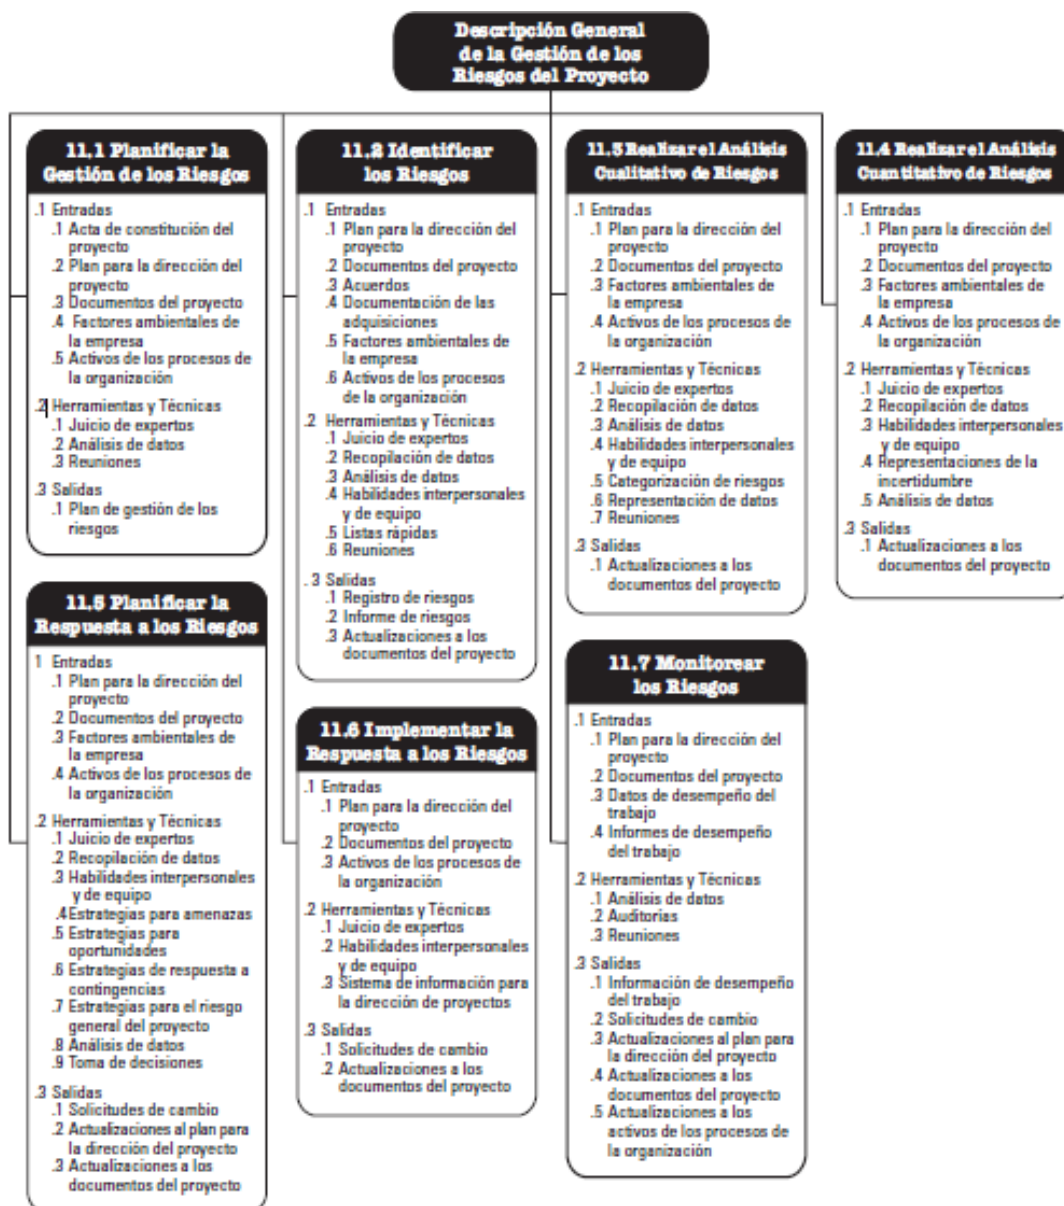 Descripción General
de la Gestión de los
Riesgos del Proyecto
11.1 Planificar la
Gestión de los Riesgos
.1 Entradas
.1 Acta de constitución del
proyecto
.2 Plan para la dirección del
proyecto
.3 Documentos del proyecto
.4 Factores ambientales de
la empresa
.5 Activos de los procesos de
la organización
.2 Herramientas y Técnicas
.1 Juicio de expertos
.2 Análisis de datos
.3 Reuniones
.3 Salidas
.1 Plan de gestión de los
riesgos
11.2 Identificar
los Riesgos
.1 Entradas
.1 Plan para la dirección del
proyecto
.2 Documentos del proyecto
.3 Acuerdos
.4 Documentación de las
adquisiciones
.5 Factores ambientales de
la empresa
.6 Activos de los procesos
de la organización
.2 Herramientas y Técnicas
.1 Juicio de expertos
.2 Recopilación de datos
.3 Análisis de datos
.4 Habilidades interpersonales
y de equipo
.5 Listas rápidas
.6 Reuniones
.3 Salidas
.1 Registro de riesgos
.2 Informe de riesgos
.3 Actualizaciones a los
documentos del proyecto
11.3 Realizar el Análisis
Cualitativo de Riesgos
.1 Entradas
.1 Plan para la dirección del
proyecto
.2 Documentos del proyecto
.3 Factores ambientales de
la empresa
.4 Activos de los procesos de
la organización
.2 Herramientas y Técnicas
.1 Juicio de expertos
.2 Recopilación de datos
.3 Análisis de datos
.4 Habilidades interpersonales
y de equipo
.5 Categorización de riesgos
.6 Representación de datos
.7 Reuniones
.3 Salidas
.1 Actualizaciones a los
documentos del proyecto
11.4 Realizar el Análisis
Cuantitativo de Riesgos
.1 Entradas
.1 Plan para la dirección del
proyecto
.2 Documentos del proyecto
.3 Factores ambientales de
la empresa
.4 Activos de los procesos de
la organización
.2 Herramientas y Técnicas
.1 Juicio de expertos
.2 Recopilación de datos
.3 Habilidades interpersonales
y de equipo
.4 Representaciones de la
incertidumbre
.5 Análisis de datos
.3 Salidas
.1 Actualizaciones a los
documentos del proyecto
11.5 Planificar la
Respuesta a los Riesgos
1 Entradas
.1 Plan para la dirección del
proyecto
.2 Documentos del proyecto
.3 Factores ambientales de
la empresa
.4 Activos de los procesos de
la organización
.2 Herramientas y Técnicas
.1 Juicio de expertos
.2 Recopilación de datos
.3 Habilidades interpersonales
y de equipo
.4 Estrategias para amenazas
.5 Estrategias para
oportunidades
.6 Estrategias de respuesta a
contingencias
.7 Estrategias para el riesgo
general del proyecto
.8 Análisis de datos
.9 Toma de decisiones
.3 Salidas
.1 Solicitudes de cambio
.2 Actualizaciones al plan para
la dirección del proyecto
.3 Actualizaciones a los
documentos del proyecto
11.6 Implementar la
Respuesta a los Riesgos
.1 Entradas
.1 Plan para la dirección del
proyecto
.2 Documentos del proyecto
.3 Activos de los procesos de
la organización
.2 Herramientas y Técnicas
.1 Juicio de expertos
.2 Habilidades interpersonales
y de equipo
.3 Sistema de información para
la dirección de proyectos
.3 Salidas
.1 Solicitudes de cambio
.2 Actualizaciones a los
documentos del proyecto
11.7 Monitorear
los Riesgos
.1 Entradas
.1 Plan para la dirección del
proyecto
.2 Documentos del proyecto
.3 Datos de desempeño del
trabajo
.4 Informes de desempeño
del trabajo
.2 Herramientas y Técnicas
.1 Análisis de datos
.2 Auditorias
.3 Reuniones
.3 Salidas
.1 Información de desempeño
del trabajo
.2 Solicitudes de cambio
.3 Actualizaciones al plan para
la dirección del proyecto
.4 Actualizaciones a los
documentos del proyecto
.5 Actualizaciones a los
activos de los procesos de la
organización